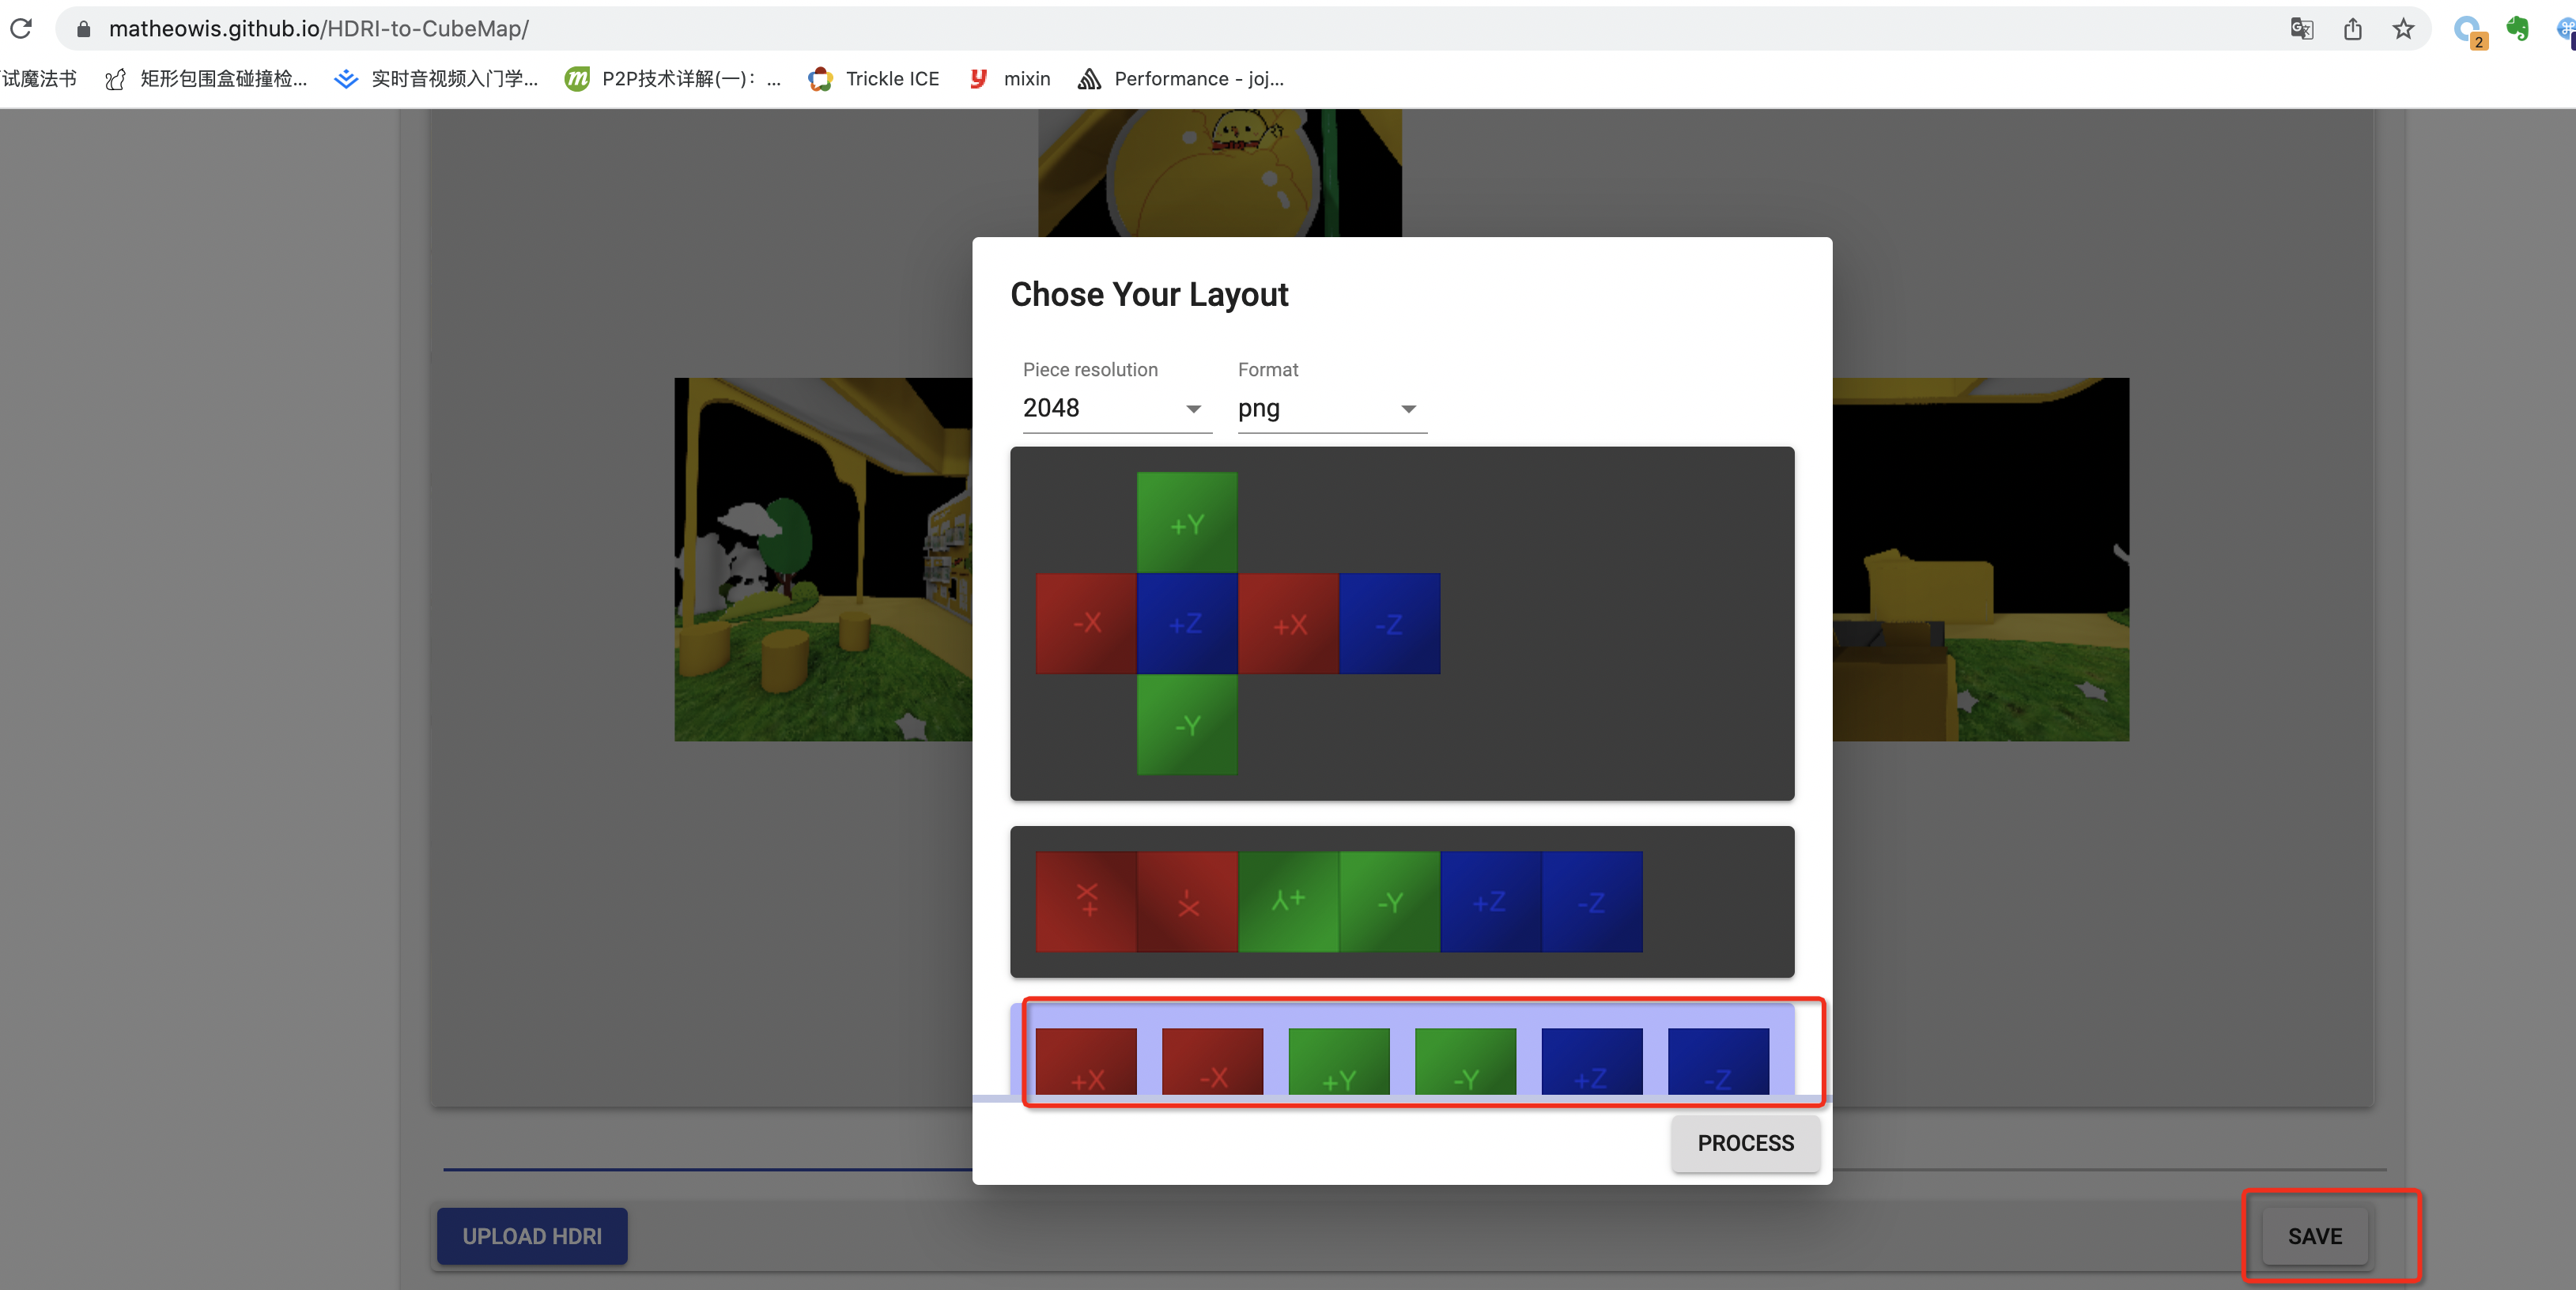 matheowis.github.io/HDRI-to-CubeMap/
2
试魔法书
矩形包围盒碰撞检...
实时音视频入门学...
m
P2P技术详解(一)：...
Trickle ICE
mixin
Performance - joj...
Chose Your Layout
Piece resolution
Format
2048
png
+Y
-X
+Z
+X
-Z
-Y
+X
-X
+Y
-Y
+Z
-Z
+X
-X
+Y
-Y
+Z
-Z
PROCESS
UPLOAD HDRI
SAVE